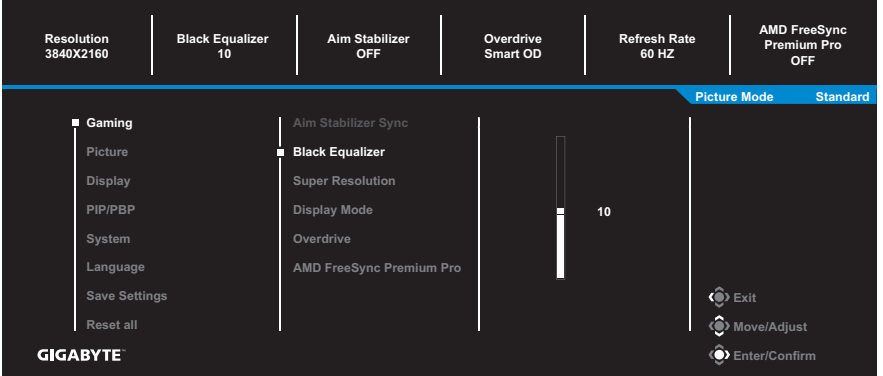 Resolution
3840X2160
Black Equalizer
10
Aim Stabilizer
OFF
Overdrive
Smart OD
Refresh Rate
60 HZ
AMD FreeSync
Premium Pro
OFF
Picture Mode Standard
Gaming
Picture
Display
PIP/PBP
System
Language
Save Settings
Reset all
Aim Stabilizer Sync
Black Equalizer
Super Resolution
Display Mode
Overdrive
AMD FreeSync Premium Pro
10
Exit
Move/Adjust
Enter/Confirm
GIGABYTE™